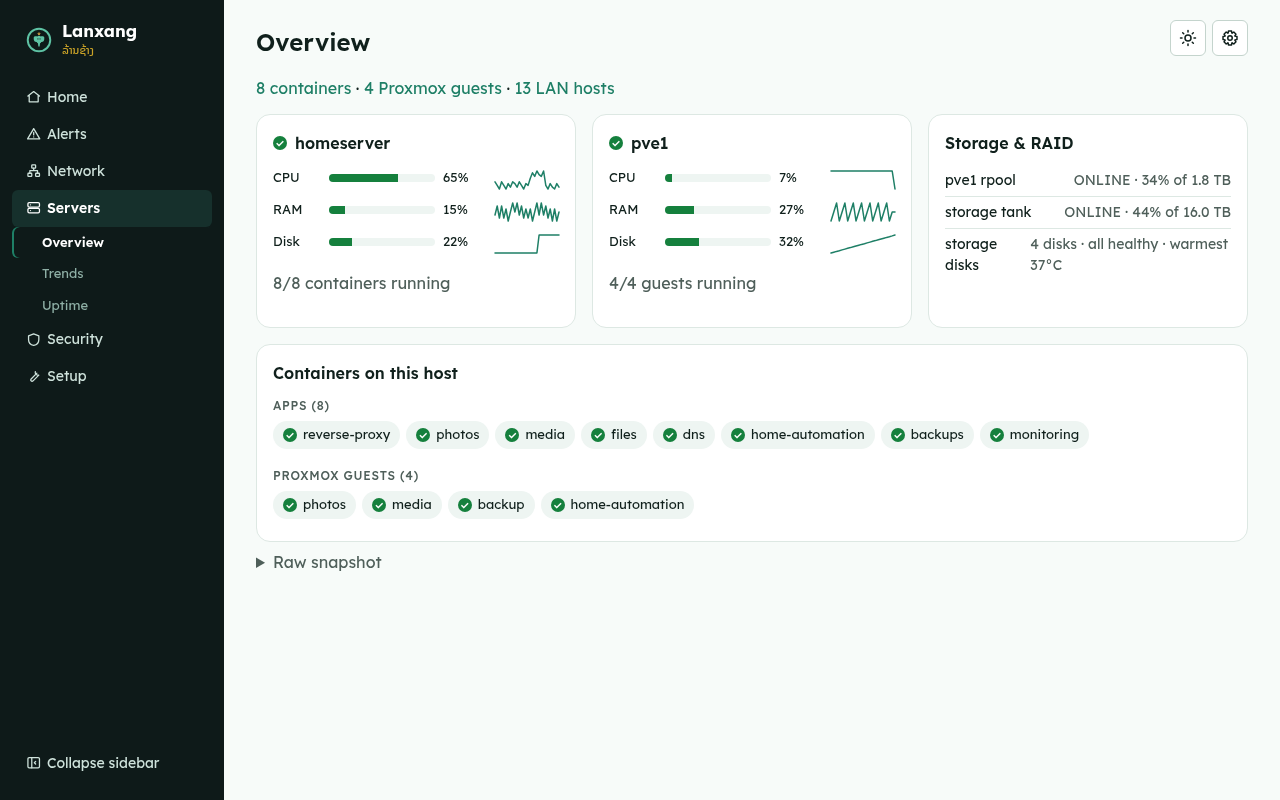 Lanxang
ລ້ານຊ້າງ
Home
Alerts
Network
Servers
Overview
Trends
Uptime
Security
Setup
Collapse sidebar
Overview
8 containers · 4 Proxmox guests · 13 LAN hosts
homeserver
CPU 65%
RAM 15%
Disk 22%
8/8 containers running
pve1
CPU 7%
RAM 27%
Disk 32%
4/4 guests running
Storage & RAID
pve1 rpool ONLINE · 34% of 1.8 TB
storage tank ONLINE · 44% of 16.0 TB
storage disks 4 disks · all healthy · warmest 37°C
Containers on this host
APPS (8)
reverse-proxy photos media files dns home-automation backups monitoring
PROXMOX GUESTS (4)
photos media backup home-automation
Raw snapshot